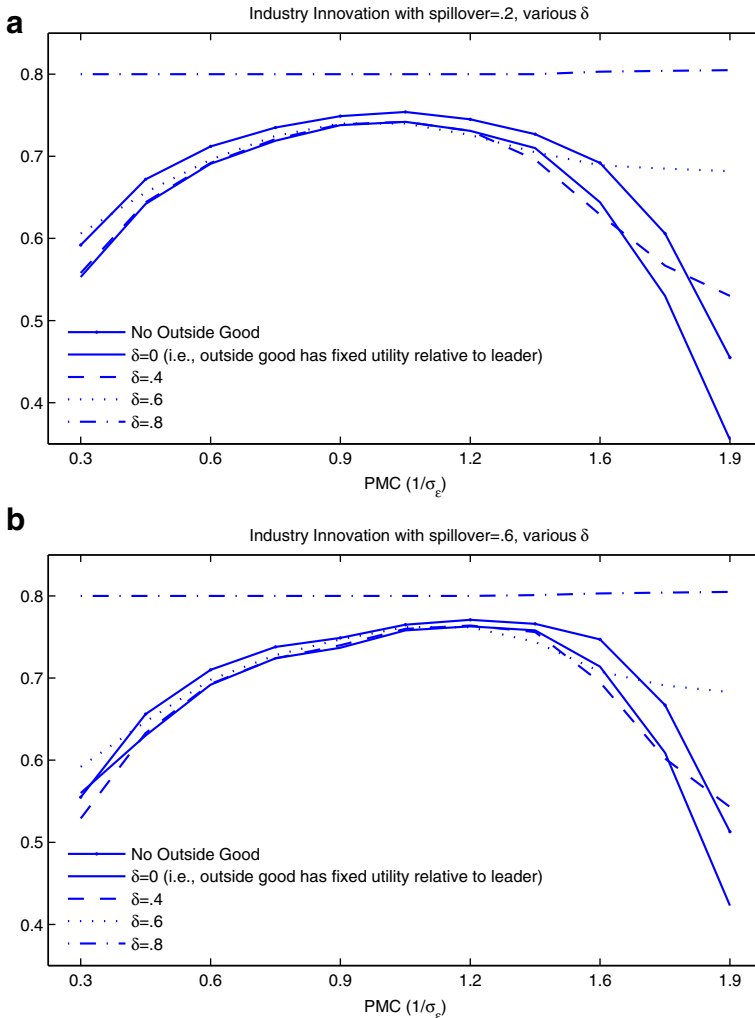 a
Industry Innovation with spillover=.2, various δ
0.8
0.7
0.6
0.5
0.4
No Outside Good
δ=0 (i.e., outside good has fixed utility relative to leader)
δ=.4
δ=.6
δ=.8
0.3 0.6 0.9 1.2 1.6 1.9
PMC (1/σε)
b
Industry Innovation with spillover=.6, various δ
0.8
0.7
0.6
0.5
0.4
No Outside Good
δ=0 (i.e., outside good has fixed utility relative to leader)
δ=.4
δ=.6
δ=.8
0.3 0.6 0.9 1.2 1.6 1.9
PMC (1/σε)